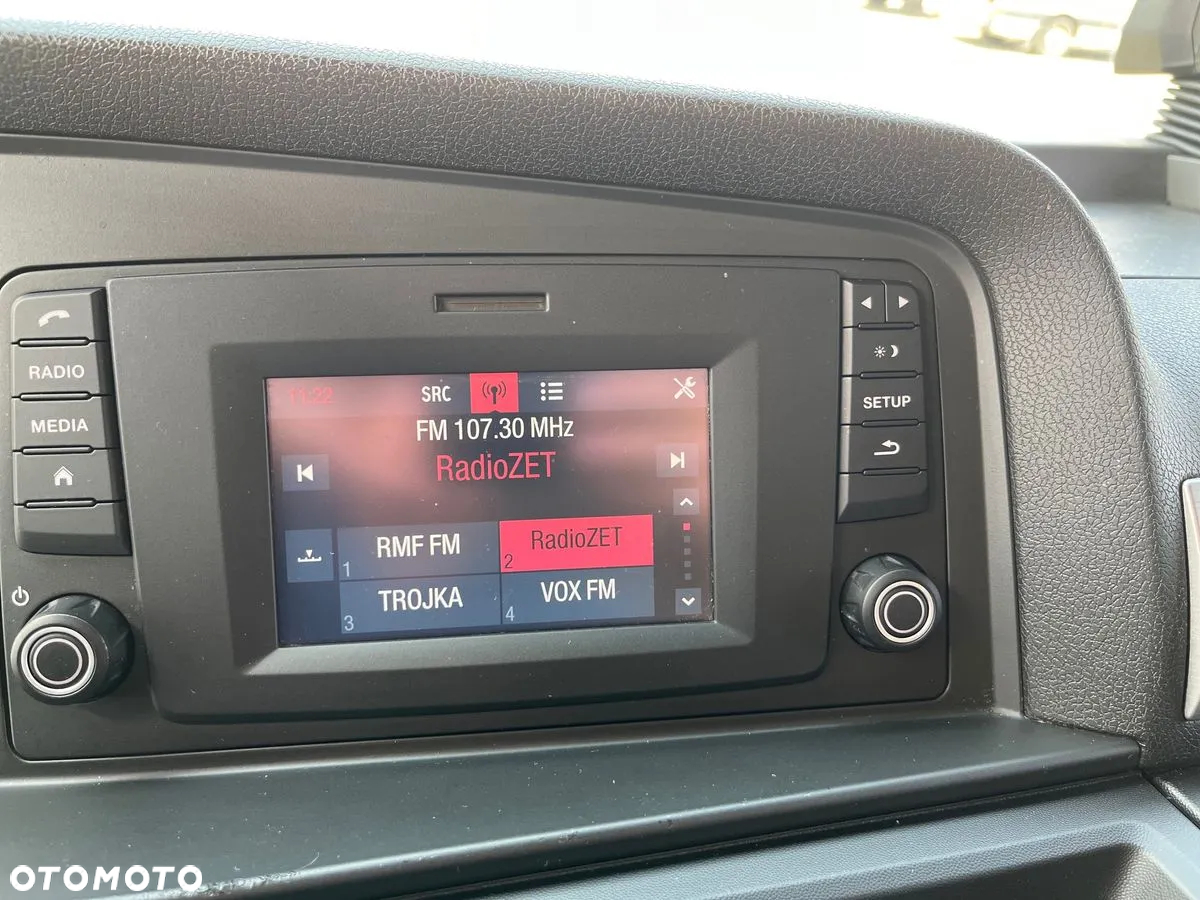 RADIO
MEDIA
11:22 SRC
FM 107.30 MHz
RadioZET
RMF FM
1
RadioZET
2
TROJKA
3
VOX FM
4
SETUP
OTOMOTO